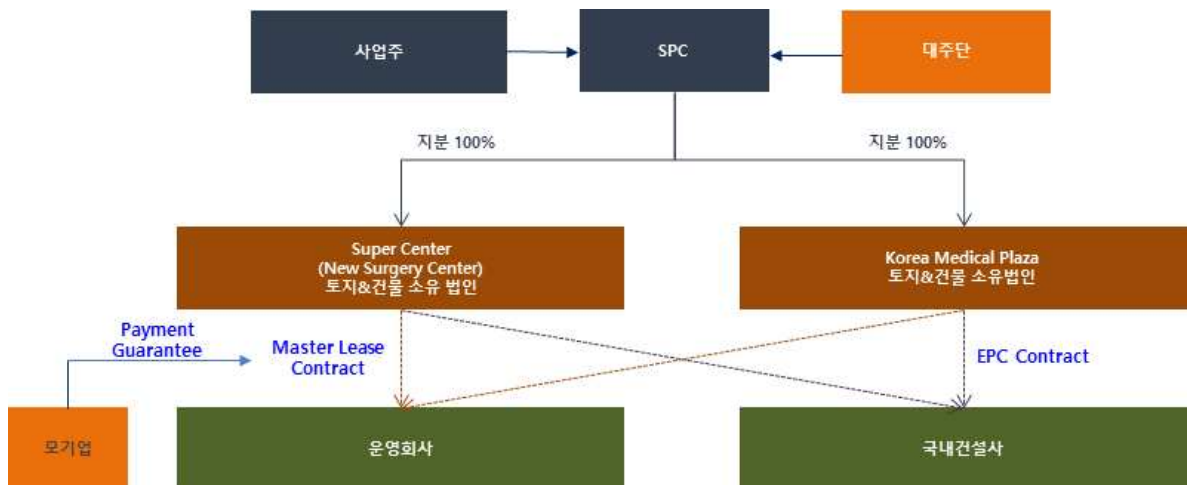 사업주
SPC
대주단
지분 100%
지분 100%
Super Center
(New Surgery Center)
토지&건물 소유 법인
Korea Medical Plaza
토지&건물 소유법인
Payment
Guarantee
Master Lease
Contract
EPC Contract
모기업
운영회사
국내건설사